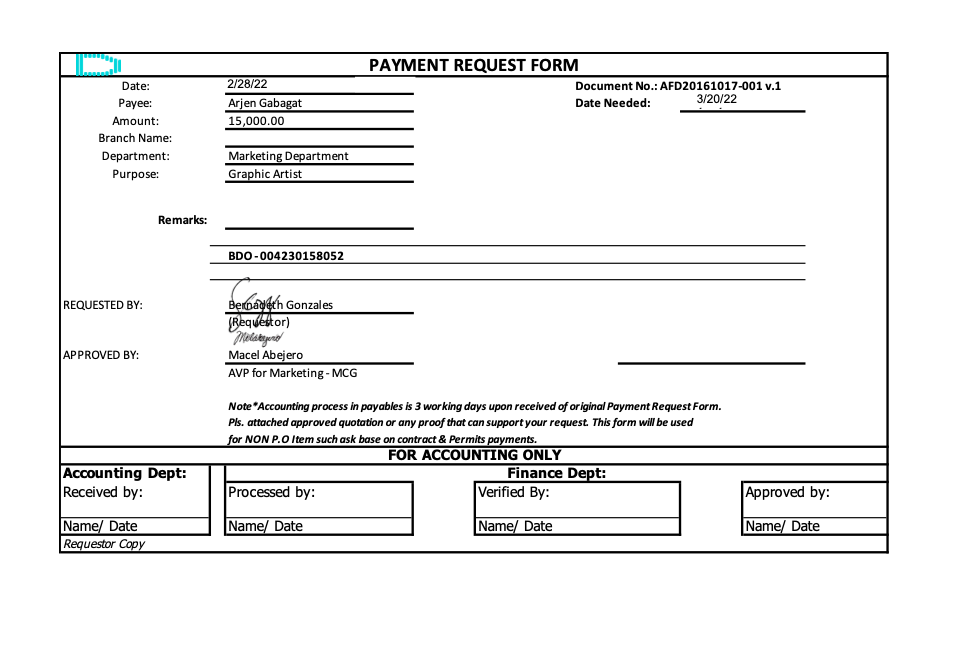 PAYMENT REQUEST FORM
Date: 2/28/22 Document No.: AFD20161017-001 v.1
Payee: Arjen Gabagat Date Needed: 3/20/22
Amount: 15,000.00
Branch Name:
Department: Marketing Department
Purpose: Graphic Artist
Remarks:
BDO - 004230158052
REQUESTED BY: Bernadeth Gonzales
(Requestor)
APPROVED BY: Macel Abejero
AVP for Marketing - MCG
Note*Accounting process in payables is 3 working days upon received of original Payment Request Form.
Pls. attached approved quotation or any proof that can support your request. This form will be used
for NON P.O Item such ask base on contract & Permits payments.
FOR ACCOUNTING ONLY
Accounting Dept: Finance Dept:
Received by: Processed by: Verified By: Approved by:
Name/ Date Name/ Date Name/ Date Name/ Date
Requestor Copy